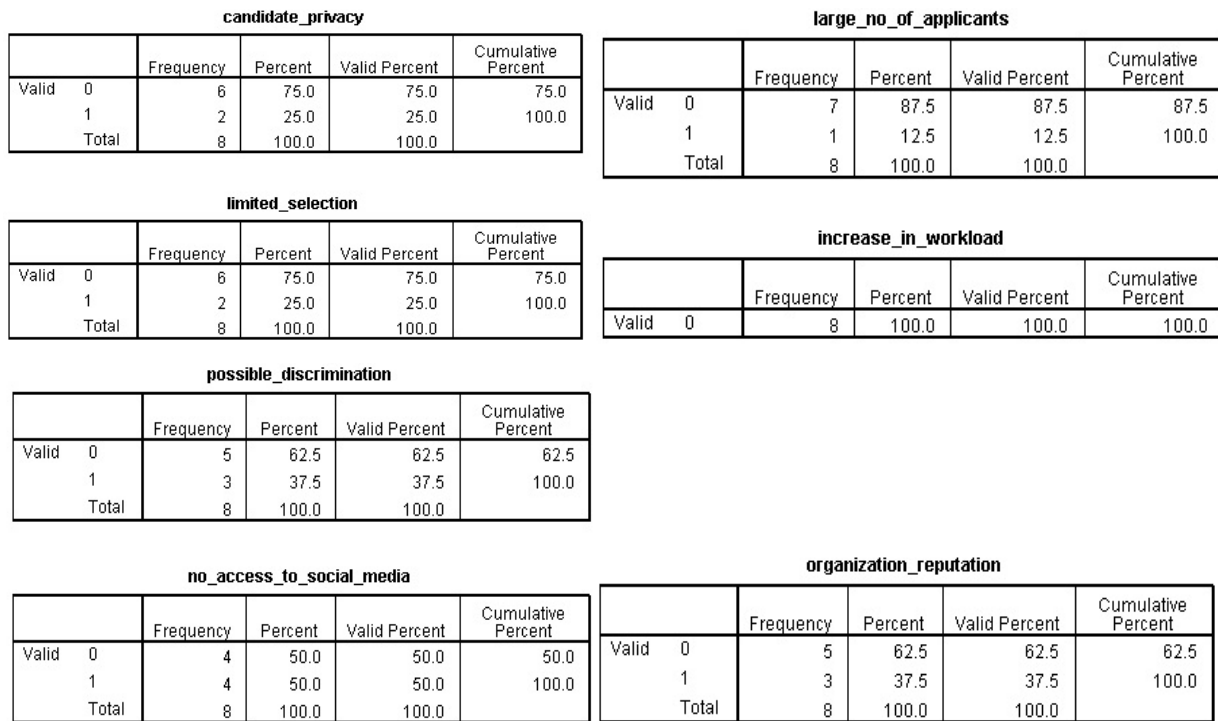 candidate_privacy
Frequency Percent Valid Percent Cumulative Percent
Valid 0 6 75.0 75.0 75.0
1 2 25.0 25.0 100.0
Total 8 100.0 100.0
large_no_of_applicants
Frequency Percent Valid Percent Cumulative Percent
Valid 0 7 87.5 87.5 87.5
1 1 12.5 12.5 100.0
Total 8 100.0 100.0
limited_selection
Frequency Percent Valid Percent Cumulative Percent
Valid 0 6 75.0 75.0 75.0
1 2 25.0 25.0 100.0
Total 8 100.0 100.0
increase_in_workload
Frequency Percent Valid Percent Cumulative Percent
Valid 0 8 100.0 100.0 100.0
possible_discrimination
Frequency Percent Valid Percent Cumulative Percent
Valid 0 5 62.5 62.5 62.5
1 3 37.5 37.5 100.0
Total 8 100.0 100.0
no_access_to_social_media
Frequency Percent Valid Percent Cumulative Percent
Valid 0 4 50.0 50.0 50.0
1 4 50.0 50.0 100.0
Total 8 100.0 100.0
organization_reputation
Frequency Percent Valid Percent Cumulative Percent
Valid 0 5 62.5 62.5 62.5
1 3 37.5 37.5 100.0
Total 8 100.0 100.0